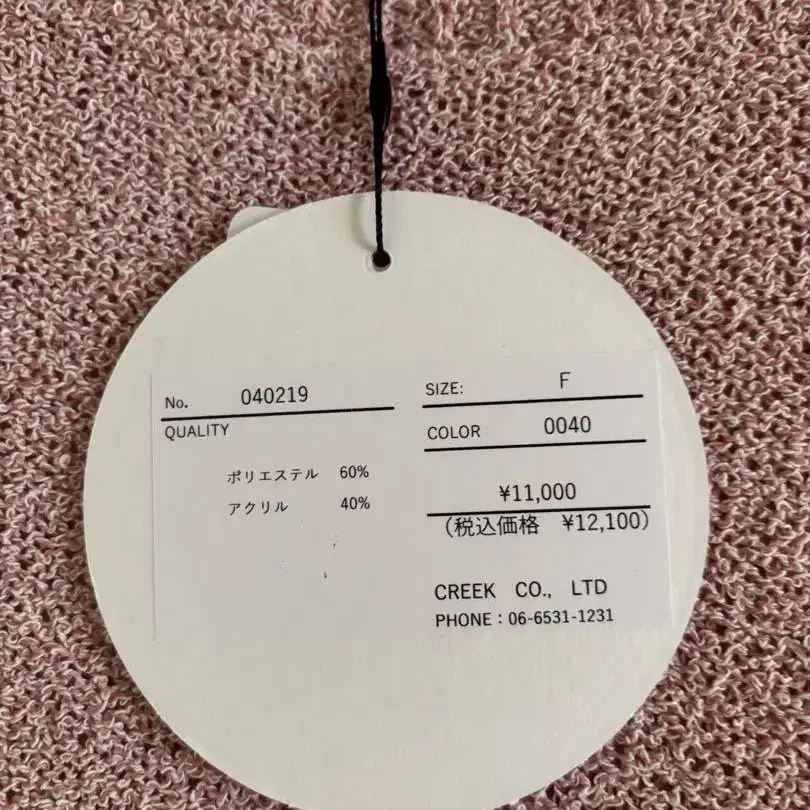 No. 040219
QUALITY
ポリエステル 60%
アクリル 40%
SIZE: F
COLOR 0040
¥11,000
(税込価格 ¥12,100)
CREEK CO., LTD
PHONE：06-6531-1231